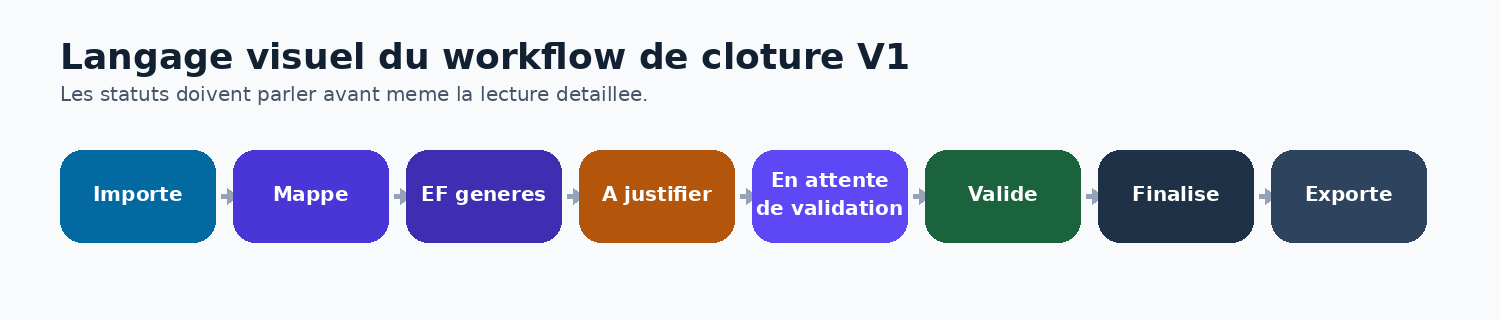 Langage visuel du workflow de cloture V1
Les statuts doivent parler avant meme la lecture detaillee.
Importe
Mappe
EF generes
A justifier
En attente
de validation
Valide
Finalise
Exporte